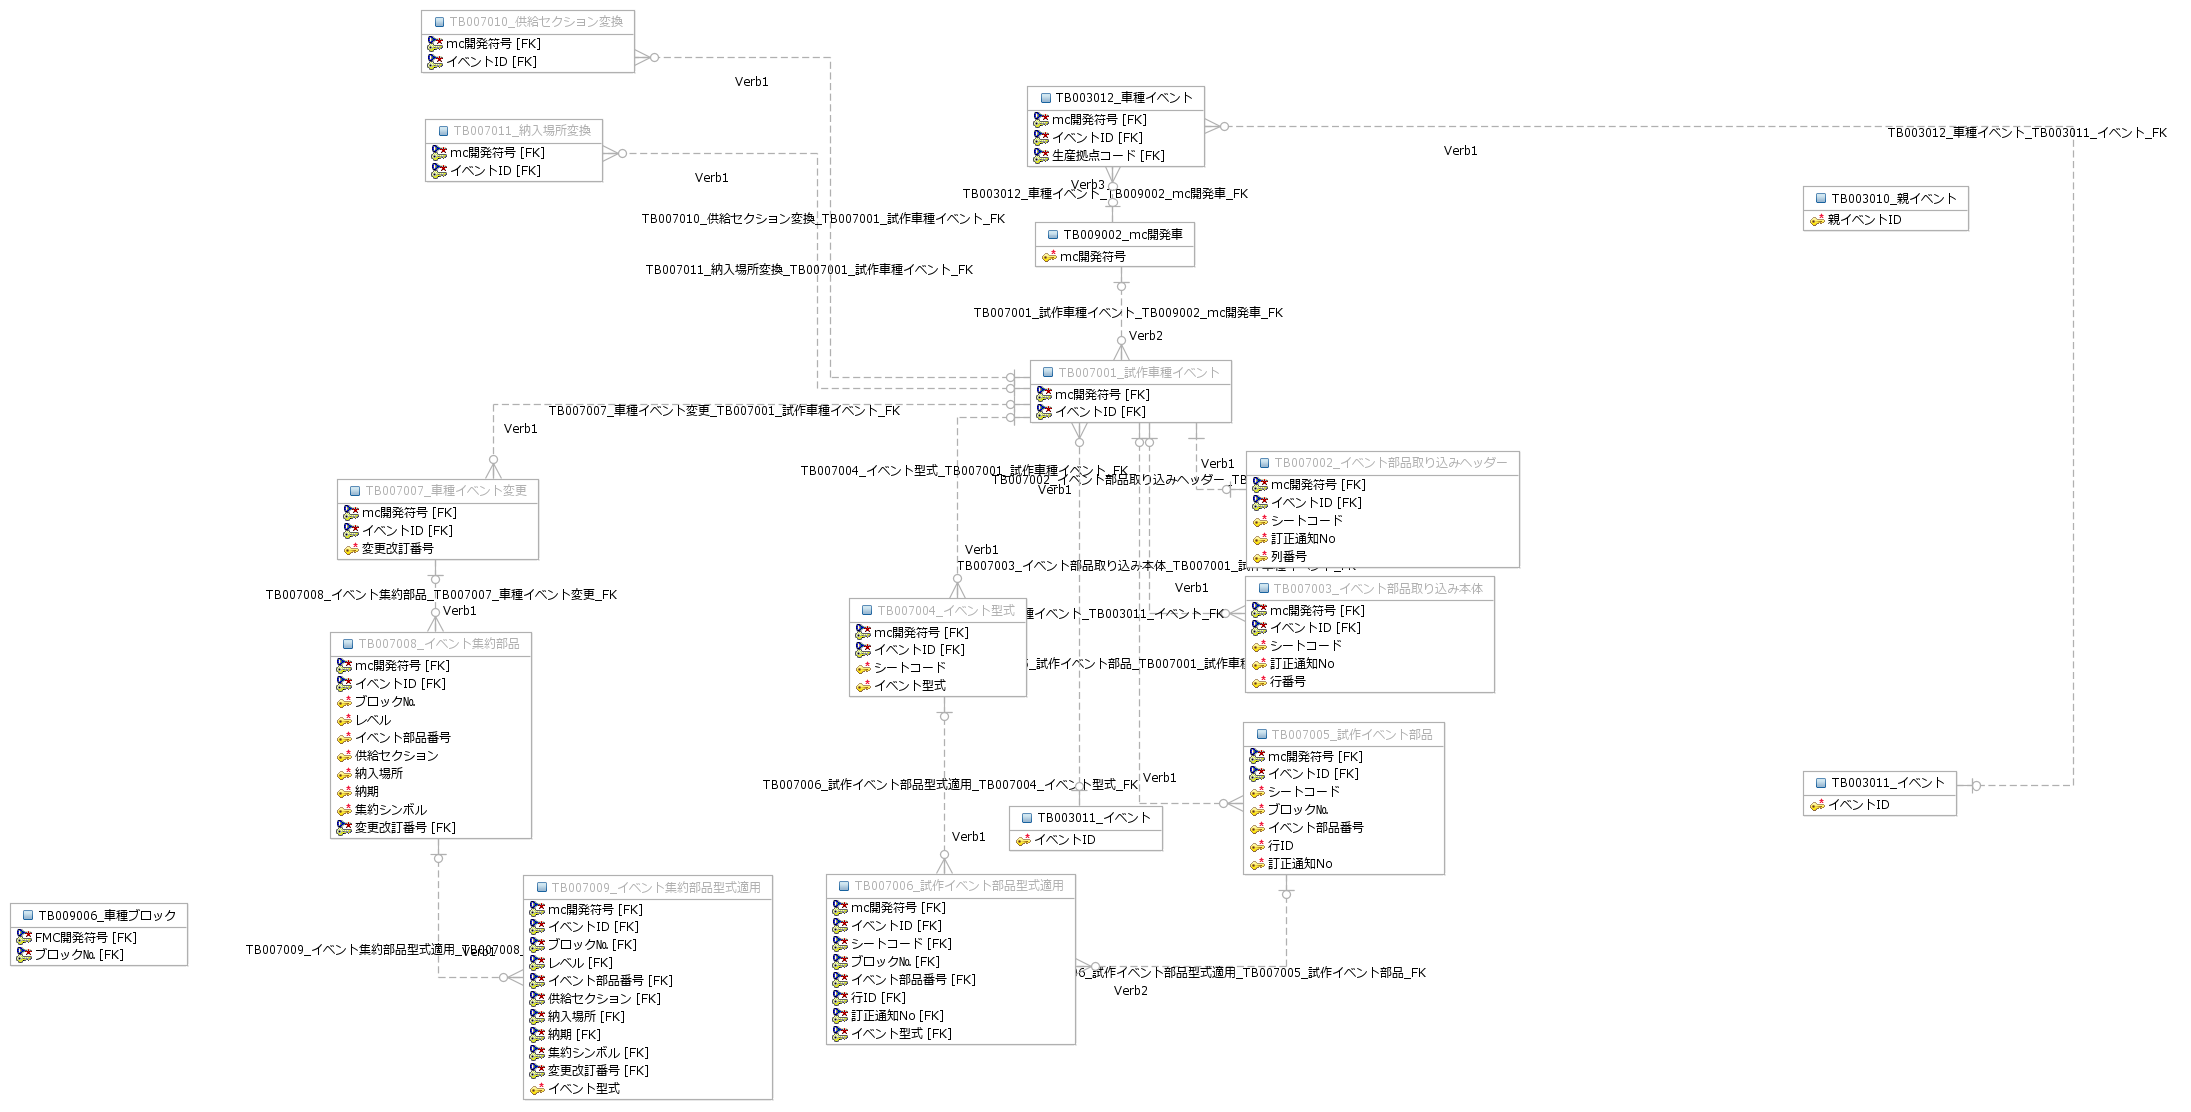 TB007010_供給セクション変換
mc開発符号 [FK]
イベントID [FK]
Verb1
TB007011_納入場所変換
mc開発符号 [FK]
イベントID [FK]
Verb1
TB003012_車種イベント
mc開発符号 [FK]
イベントID [FK]
生産拠点コード [FK]
TB003012_車種イベント_TB003011_イベント_FK
Verb1
Verb3
TB003012_車種イベント_TB009002_mc開発車_FK
TB003010_親イベント
親イベントID
TB007010_供給セクション変換_TB007001_試作車種イベント_FK
TB009002_mc開発車
mc開発符号
TB007011_納入場所変換_TB007001_試作車種イベント_FK
TB007001_試作車種イベント_TB009002_mc開発車_FK
Verb2
TB007001_試作車種イベント
mc開発符号 [FK]
イベントID [FK]
TB007007_車種イベント変更_TB007001_試作車種イベント_FK
Verb1
TB007004_イベント型式_TB007001_試作車種イベント_FK
Verb1
TB007002_イベント部品取り込みヘッダー_TB
Verb1
TB007002_イベント部品取り込みヘッダー
mc開発符号 [FK]
イベントID [FK]
シートコード
訂正通知No
列番号
TB007007_車種イベント変更
mc開発符号 [FK]
イベントID [FK]
変更改訂番号
Verb1
TB007003_イベント部品取り込み本体_TB007001_試作車種イベント_FK
Verb1
TB007003_イベント部品取り込み本体
mc開発符号 [FK]
イベントID [FK]
シートコード
訂正通知No
行番号
TB007008_イベント集約部品_TB007007_車種イベント変更_FK
Verb1
TB007004_イベント型式
mc開発符号 [FK]
イベントID [FK]
シートコード
イベント型式
種イベント_TB003011_イベント_FK
_試作イベント部品_TB007001_試作車種
TB007008_イベント集約部品
mc開発符号 [FK]
イベントID [FK]
ブロック№
レベル
イベント部品番号
供給セクション
納入場所
納期
集約シンボル
変更改訂番号 [FK]
TB007005_試作イベント部品
mc開発符号 [FK]
イベントID [FK]
シートコード
ブロック№
イベント部品番号
行ID
訂正通知No
TB007006_試作イベント部品型式適用_TB007004_イベント型式_FK
Verb1
TB003011_イベント
イベントID
TB003011_イベント
イベントID
Verb1
TB009006_車種ブロック
FMC開発符号 [FK]
ブロック№ [FK]
TB007009_イベント集約部品型式適用_TB007008_
Verb1
TB007009_イベント集約部品型式適用
mc開発符号 [FK]
イベントID [FK]
ブロック№ [FK]
レベル [FK]
イベント部品番号 [FK]
供給セクション [FK]
納入場所 [FK]
納期 [FK]
集約シンボル [FK]
変更改訂番号 [FK]
イベント型式
TB007006_試作イベント部品型式適用
mc開発符号 [FK]
イベントID [FK]
シートコード [FK]
ブロック№ [FK]
イベント部品番号 [FK]
行ID [FK]
訂正通知No [FK]
イベント型式 [FK]
06_試作イベント部品型式適用_TB007005_試作イベント部品_FK
Verb2